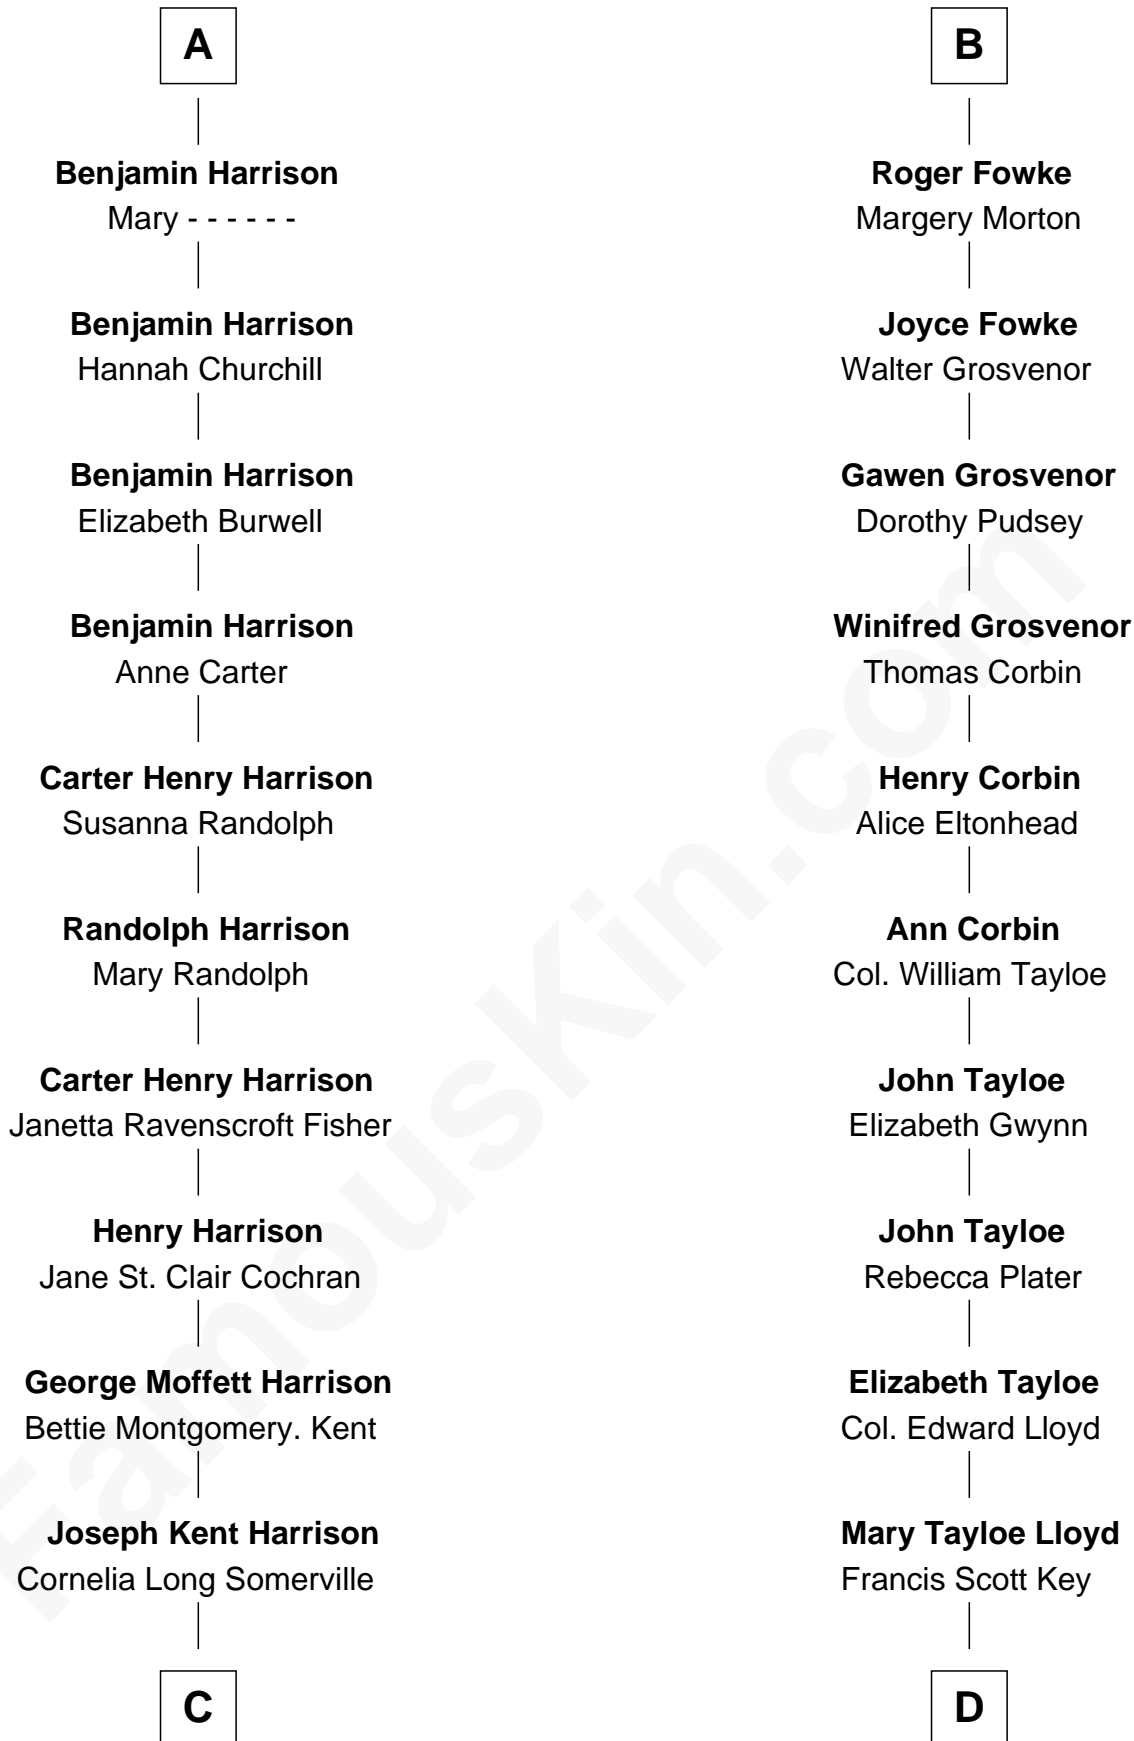 A
Benjamin Harrison
Mary - - - - - -
Benjamin Harrison
Hannah Churchill
Benjamin Harrison
Elizabeth Burwell
Benjamin Harrison
Anne Carter
Carter Henry Harrison
Susanna Randolph
Randolph Harrison
Mary Randolph
Carter Henry Harrison
Janetta Ravenscroft Fisher
Henry Harrison
Jane St. Clair Cochran
George Moffett Harrison
Bettie Montgomery. Kent
Joseph Kent Harrison
Cornelia Long Somerville
C
B
Roger Fowke
Margery Morton
Joyce Fowke
Walter Grosvenor
Gawen Grosvenor
Dorothy Pudsey
Winifred Grosvenor
Thomas Corbin
Henry Corbin
Alice Eltonhead
Ann Corbin
Col. William Tayloe
John Tayloe
Elizabeth Gwynn
John Tayloe
Rebecca Plater
Elizabeth Tayloe
Col. Edward Lloyd
Mary Tayloe Lloyd
Francis Scott Key
D
FamousKin.com